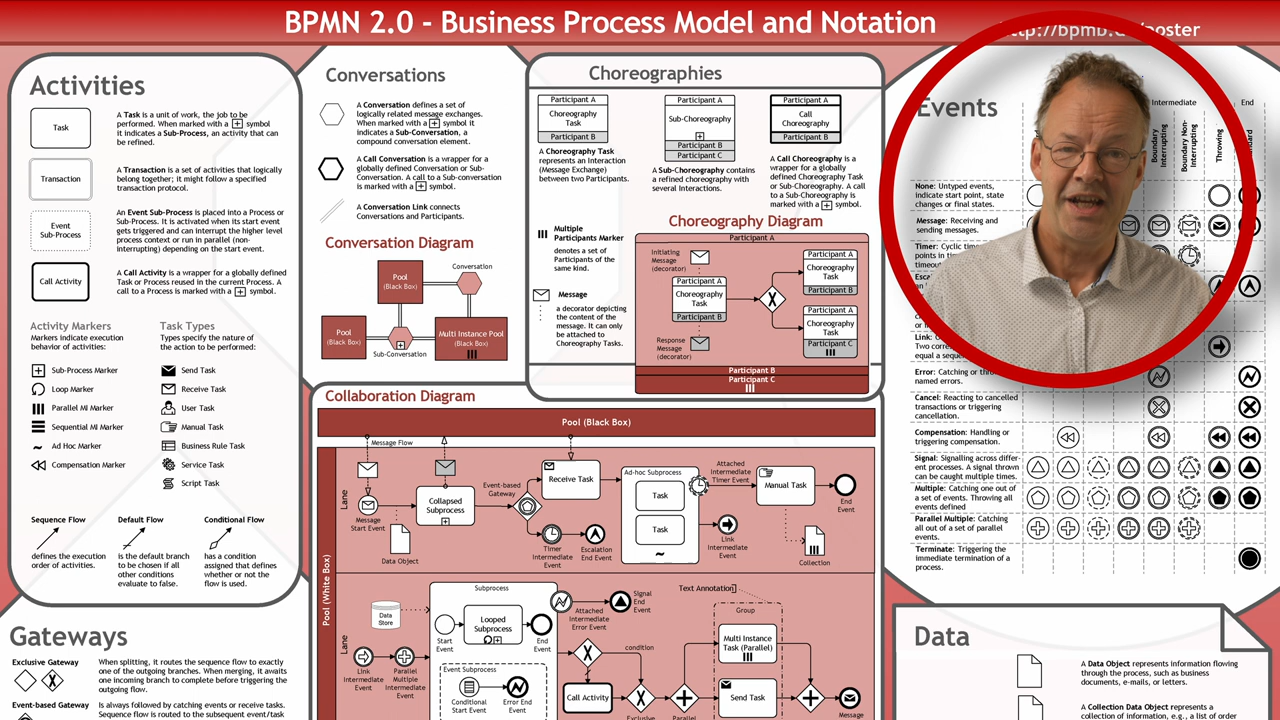 BPMN 2.0 - Business Process Model and Notation
Activities
Task
A Task is a unit of work, the job to be
performed. When marked with a symbol
it indicates a Sub-Process, an activity that can
be refined.
Transaction
A Transaction is a set of activities that logically
belong together; it might follow a specified
transaction protocol.
Event
Sub-Process
An Event Sub-Process is placed into a Process or
Sub-Process. It is activated when its start event
gets triggered and can interrupt the higher level
process context or run in parallel (non-
interrupting) depending on the start event.
Call Activity
A Call Activity is a wrapper for a globally defined
Task or Process reused in the current Process. A
call to a Process is marked with a symbol.
Activity Markers
Markers indicate execution
behavior of activities:
Sub-Process Marker
Loop Marker
Parallel MI Marker
Sequential MI Marker
Ad Hoc Marker
Compensation Marker
Task Types
Types specify the nature of
the action to be performed:
Send Task
Receive Task
User Task
Manual Task
Business Rule Task
Service Task
Script Task
Sequence Flow
defines the execution
order of activities.
Default Flow
is the default branch
to be chosen if all
other conditions
evaluate to false.
Conditional Flow
has a condition
assigned that defines
whether or not the
flow is used.
Gateways
Exclusive Gateway
When splitting, it routes the sequence flow to exactly
one of the outgoing branches. When merging, it awaits
one incoming branch to complete before triggering the
outgoing flow.
Event-based Gateway
Is always followed by catching events or receive tasks.
Sequence flow is routed to the subsequent event/task
Conversations
A Conversation defines a set of
logically related message exchanges.
When marked with a symbol it
indicates a Sub-Conversation, a
compound conversation element.
A Call Conversation is a wrapper for a
globally defined Conversation or Sub-
Conversation. A call to a Sub-conversation
is marked with a symbol.
A Conversation Link connects
Conversations and Participants.
Conversation Diagram
Pool
(Black Box)
Conversation
Pool
(Black Box)
Sub-Conversation
Multi Instance Pool
(Black Box)
Choreographies
Participant A
Choreography
Task
Participant B
A Choreography Task
represents an Interaction
(Message Exchange)
between two Participants.
Participant A
Sub-Choreography
Participant B
Participant C
A Sub-Choreography contains
a refined choreography with
several Interactions.
Participant A
Call
Choreography
Participant B
A Call Choreography is a
wrapper for a globally
defined Choreography Task
or Sub-Choreography. A call
to a Sub-Choreography is
marked with a symbol.
Multiple
Participants Marker
denotes a set of
Participants of the
same kind.
Message
a decorator depicting
the content of the
message. It can only
be attached to
Choreography Tasks.
Choreography Diagram
Participant A
Initiating
Message
(decorator)
Participant A
Choreography
Task
Participant B
Response
Message
(decorator)
Participant A
Choreography
Task
Participant B
Participant A
Choreography
Task
Participant C
Participant B
Participant C
Collaboration Diagram
Pool (Black Box)
Message Flow
Pool (White Box)
Lane
Message
Start Event
Data Object
Collapsed
Subprocess
Event-based
Gateway
Receive Task
Timer
Intermediate
Event
Escalation
End Event
Ad-hoc Subprocess
Task
Task
Attached
Intermediate
Timer Event
Manual Task
End
Event
Link
Intermediate
Event
Collection
Lane
Link
Intermediate
Event
Parallel
Multiple
Intermediate
Event
Data
Store
Subprocess
Start
Event
Looped
Subprocess
End
Event
Event Subprocess
Conditional
Start Event
Error End
Event
Attached
Intermediate
Error Event
Signal
End
Event
condition
Call Activity
Exclusive
Parallel
Text Annotation
Group
Multi Instance
Task (Parallel)
Send Task
Message
Events
Intermediate
End
Boundary
Interrupting
Boundary Non-
Interrupting
Throwing
None: Untyped events,
indicate start point, state
changes or final states.
Message: Receiving and
sending messages.
Timer: Cyclic
points in
Link:
Two
equal a
Error: Catching or
named errors.
Cancel: Reacting to cancelled
transactions or triggering
cancellation.
Compensation: Handling or
triggering compensation.
Signal: Signalling across differ-
ent processes. A signal thrown
can be caught multiple times.
Multiple: Catching one out of
a set of events. Throwing all
events defined
Parallel Multiple: Catching
all out of a set of parallel
events.
Terminate: Triggering the
immediate termination of a
process.
Data
A Data Object represents information flowing
through the process, such as business
documents, e-mails, or letters.
A Collection Data Object represents a
collection of information, e.g., a list of order